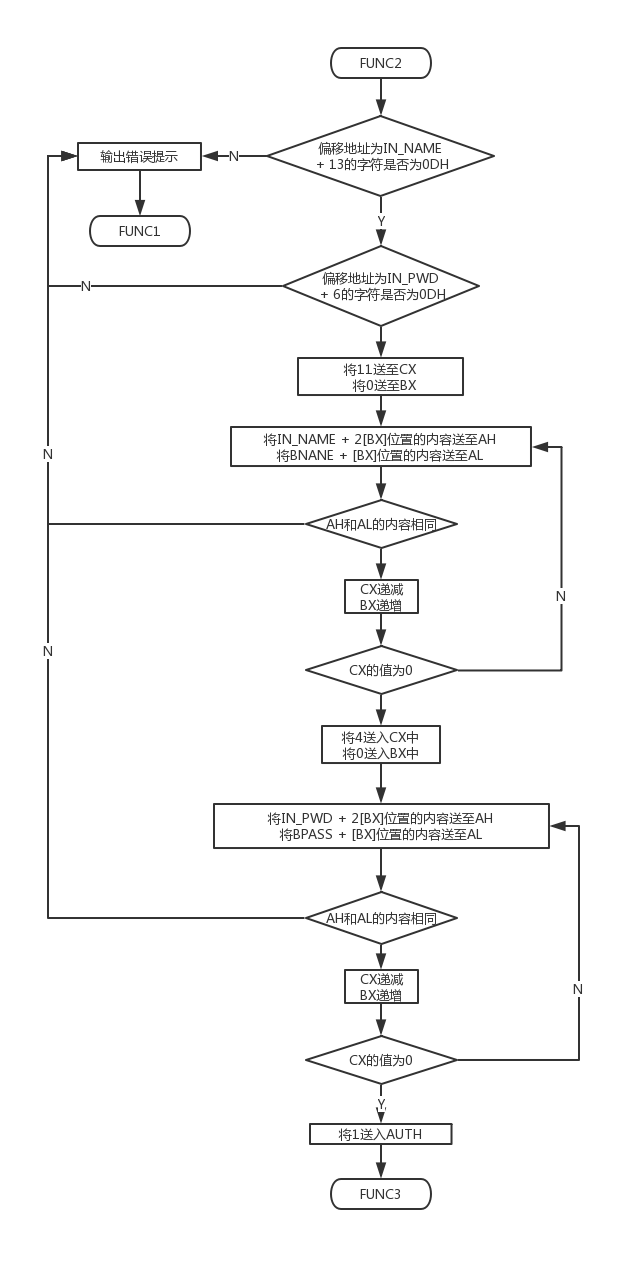 FUNC2
偏移地址为IN_NAME
+ 13的字符是否为0DH
N
输出错误提示
FUNC1
Y
偏移地址为IN_PWD
+ 6的字符是否为0DH
N
将11送至CX
将0送至BX
将IN_NAME + 2[BX]位置的内容送至AH
将BNANE + [BX]位置的内容送至AL
N
AH和AL的内容相同
CX递减
BX递增
N
N
CX的值为0
将4送入CX中
将0送入BX中
将IN_PWD + 2[BX]位置的内容送至AH
将BPASS + [BX]位置的内容送至AL
AH和AL的内容相同
CX递减
BX递增
N
CX的值为0
Y
将1送入AUTH
FUNC3